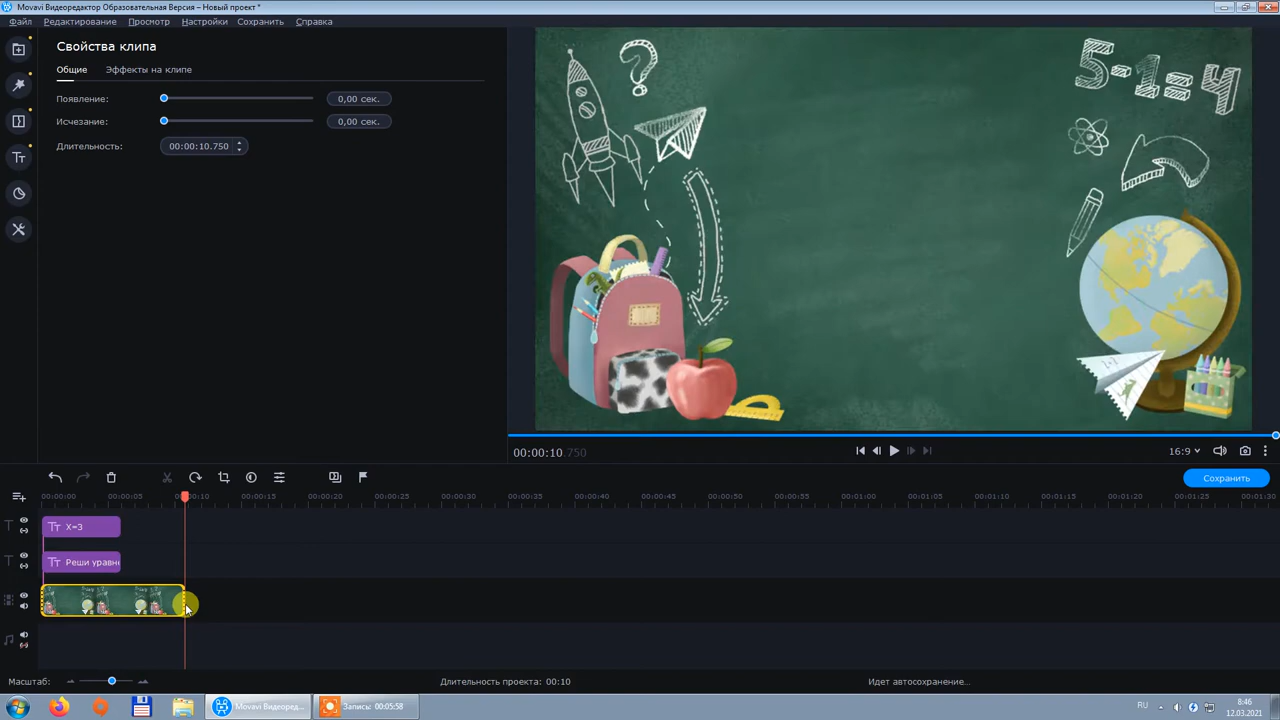 Movavi Видеоредактор Образовательная Версия – Новый проект *
Файл Редактирование Просмотр Настройки Сохранить Справка
Свойства клипа
Общие Эффекты на клипе
Появление: 0,00 сек.
Исчезание: 0,00 сек.
Длительность: 00:00:10.750
?
5-1=4
00:00:10.750
16:9
Сохранить
00:00:00 00:00:05 00:00:10 00:00:15 00:00:20 00:00:25 00:00:30 00:00:35 00:00:40 00:00:45 00:00:50 00:00:55 00:01:00 00:01:05 00:01:10 00:01:15 00:01:20 00:01:25 00:01:30
X=3
Реши уравне
Масштаб: Длительность проекта: 00:10 Идет автосохранение...
Movavi Видеоред... Запись: 00:05:58 RU 8:46
12.03.2021